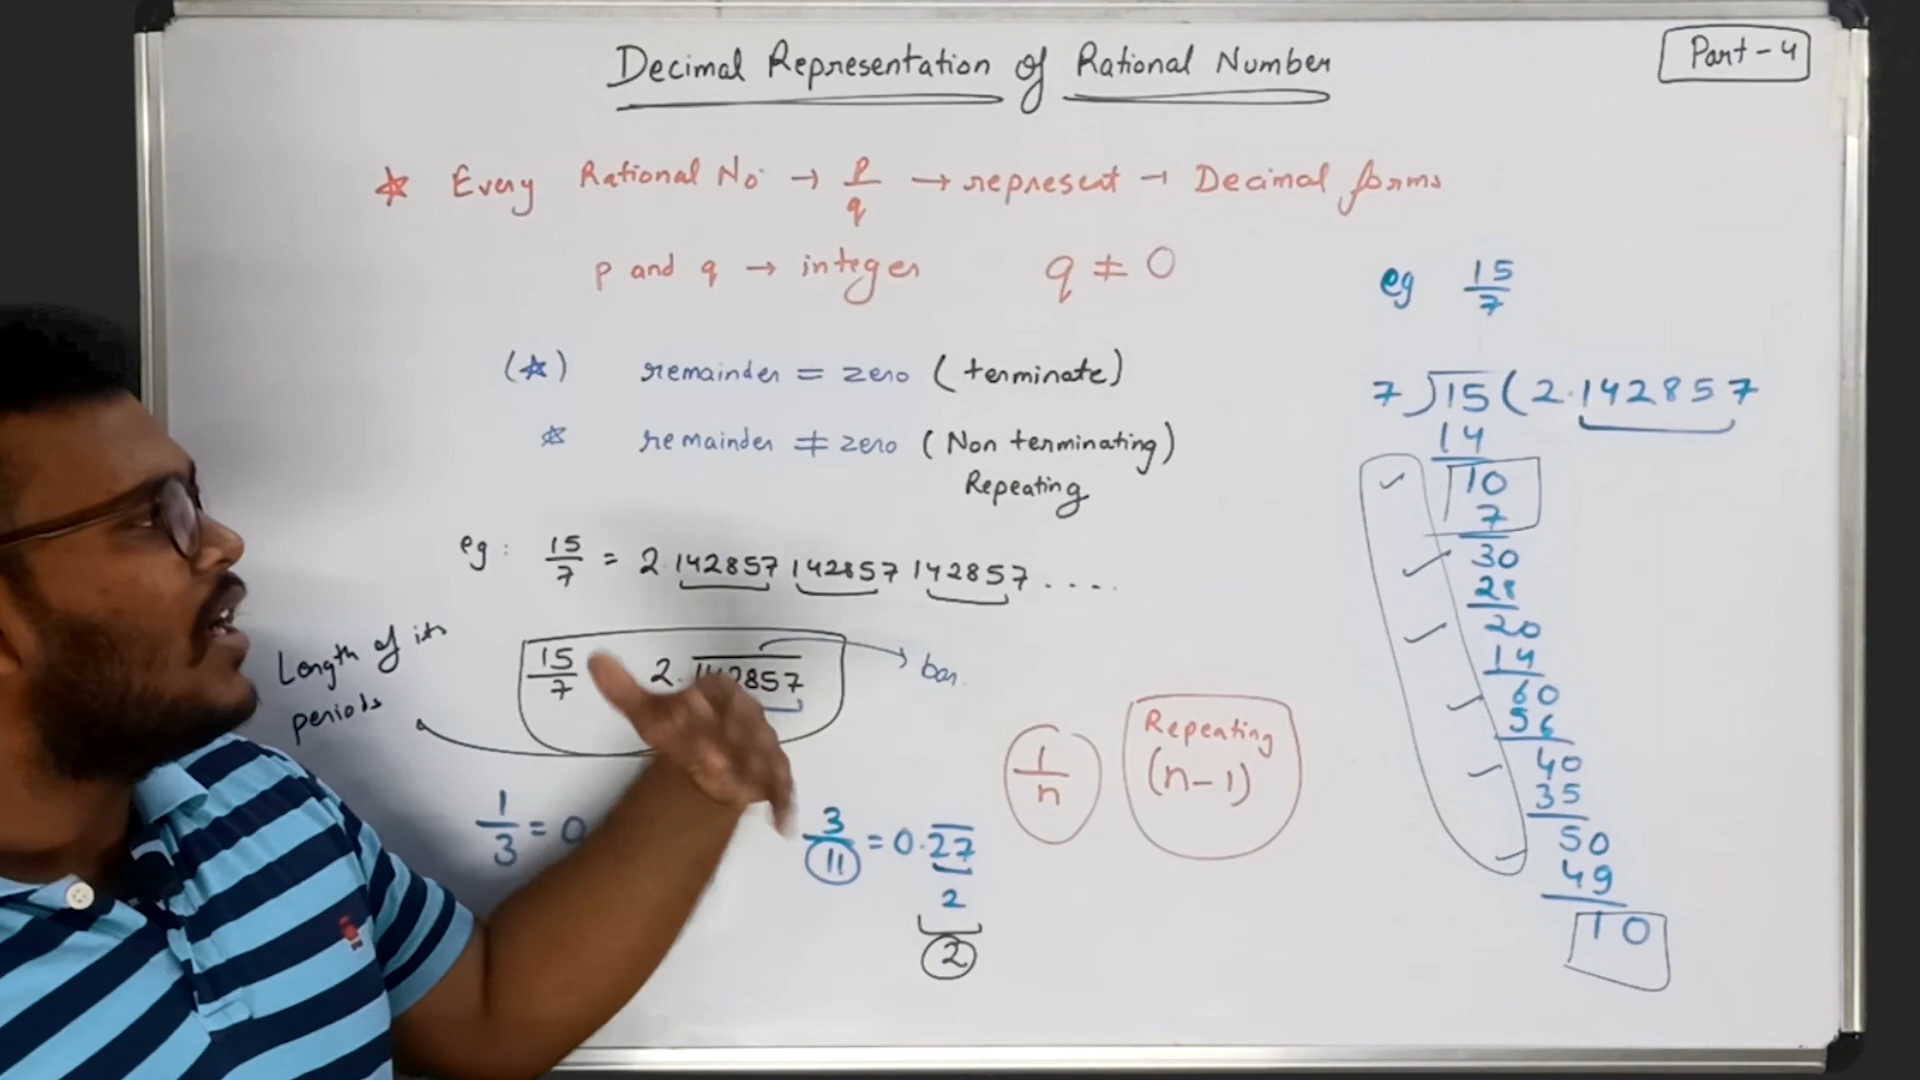 Decimal Representation of Rational Number
Part-4
☆ Every Rational No. → p/q → represent → Decimal forms
p and q → integer q ≠ 0
(☆) remainder = zero (terminate)
☆ remainder ≠ zero (Non terminating)
Repeating
eg : 15/7 = 2.142857 142857 142857 ....
Length of its
periods
15/7 2. 2857
bar
1/3 = 0
3/11 = 0.27
2
2
1/n
Repeating
(n-1)
eg 15/7
7 ) 15 ( 2.142857
14
10
7
30
28
20
14
60
56
40
35
50
49
10